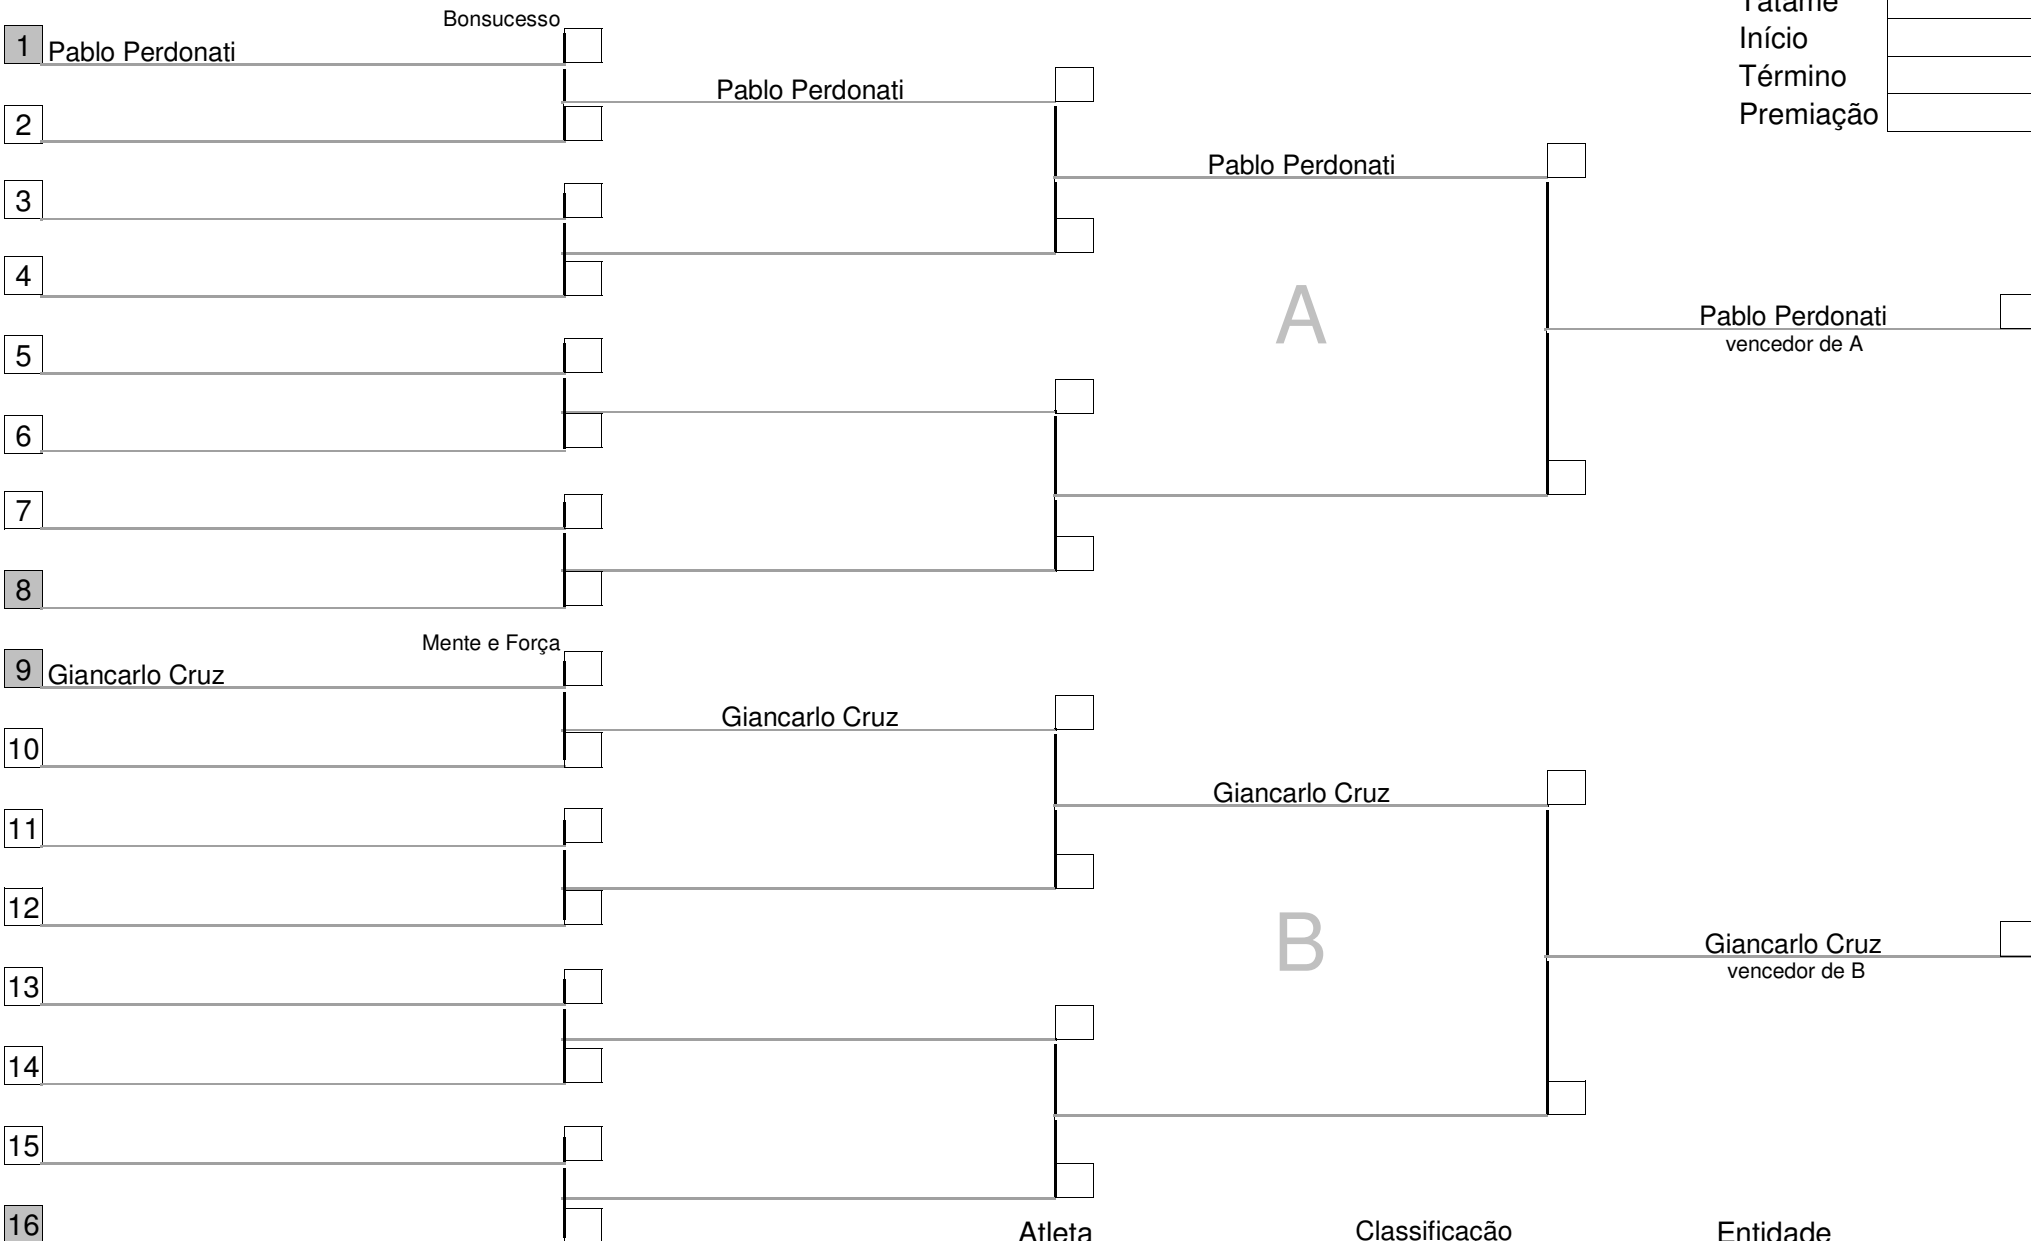 Tatame
Bonsucesso
Início
1 Pablo Perdonati
Término
Pablo Perdonati
Premiação
2
Pablo Perdonati
3
4
A
Pablo Perdonati
vencedor de A
5
6
7
8
Mente e Força
9 Giancarlo Cruz
Giancarlo Cruz
10
Giancarlo Cruz
11
12
B
Giancarlo Cruz
vencedor de B
13
14
15
16
Atleta Classificação Entidade